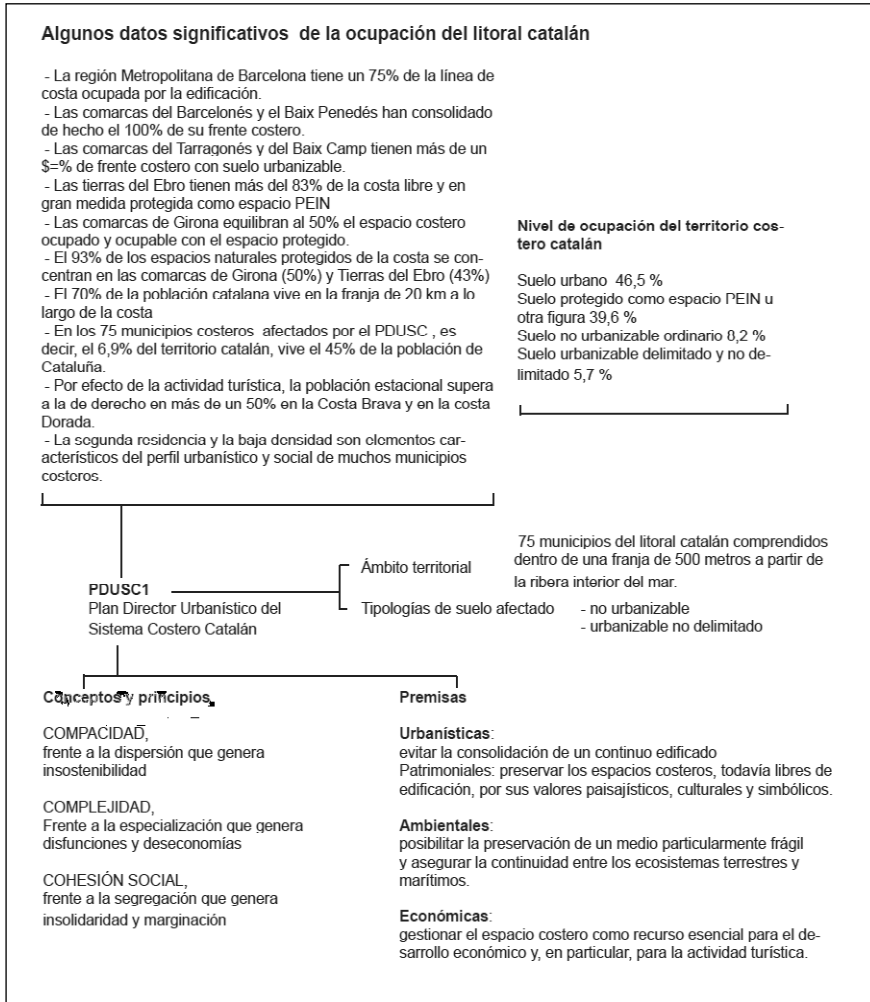 Algunos datos significativos de la ocupación del litoral catalán
- La región Metropolitana de Barcelona tiene un 75% de la línea de
costa ocupada por la edificación.
- Las comarcas del Barcelonés y el Baix Penedés han consolidado
de hecho el 100% de su frente costero.
- Las comarcas del Tarragonés y del Baix Camp tienen más de un
$=% de frente costero con suelo urbanizable.
- Las tierras del Ebro tienen más del 83% de la costa libre y en
gran medida protegida como espacio PEIN
- Las comarcas de Girona equilibran al 50% el espacio costero
ocupado y ocupable con el espacio protegido.
- El 93% de los espacios naturales protegidos de la costa se con-
centran en las comarcas de Girona (50%) y Tierras del Ebro (43%)
- El 70% de la población catalana vive en la franja de 20 km a lo
largo de la costa
- En los 75 municipios costeros afectados por el PDUSC , es
decir, el 6,9% del territorio catalán, vive el 45% de la población de
Cataluña.
- Por efecto de la actividad turística, la población estacional supera
a la de derecho en más de un 50% en la Costa Brava y en la costa
Dorada.
- La segunda residencia y la baja densidad son elementos car-
acterísticos del perfil urbanístico y social de muchos municipios
costeros.
Nivel de ocupación del territorio cos-
tero catalán
Suelo urbano 46,5 %
Suelo protegido como espacio PEIN u
otra figura 39,6 %
Suelo no urbanizable ordinario 8,2 %
Suelo urbanizable delimitado y no de-
limitado 5,7 %
PDUSC1
Plan Director Urbanístico del
Sistema Costero Catalán
Ámbito territorial
75 municipios del litoral catalán comprendidos
dentro de una franja de 500 metros a partir de
la ribera interior del mar.
Tipologías de suelo afectado
- no urbanizable
- urbanizable no delimitado
Conceptos y principios
COMPACIDAD,
frente a la dispersión que genera
insostenibilidad
COMPLEJIDAD,
Frente a la especialización que genera
disfunciones y deseconomías
COHESIÓN SOCIAL,
frente a la segregación que genera
insolidaridad y marginación
Premisas
Urbanísticas:
evitar la consolidación de un continuo edificado
Patrimoniales: preservar los espacios costeros, todavía libres de
edificación, por sus valores paisajísticos, culturales y simbólicos.
Ambientales:
posibilitar la preservación de un medio particularmente frágil
y asegurar la continuidad entre los ecosistemas terrestres y
marítimos.
Económicas:
gestionar el espacio costero como recurso esencial para el de-
sarrollo económico y, en particular, para la actividad turística.